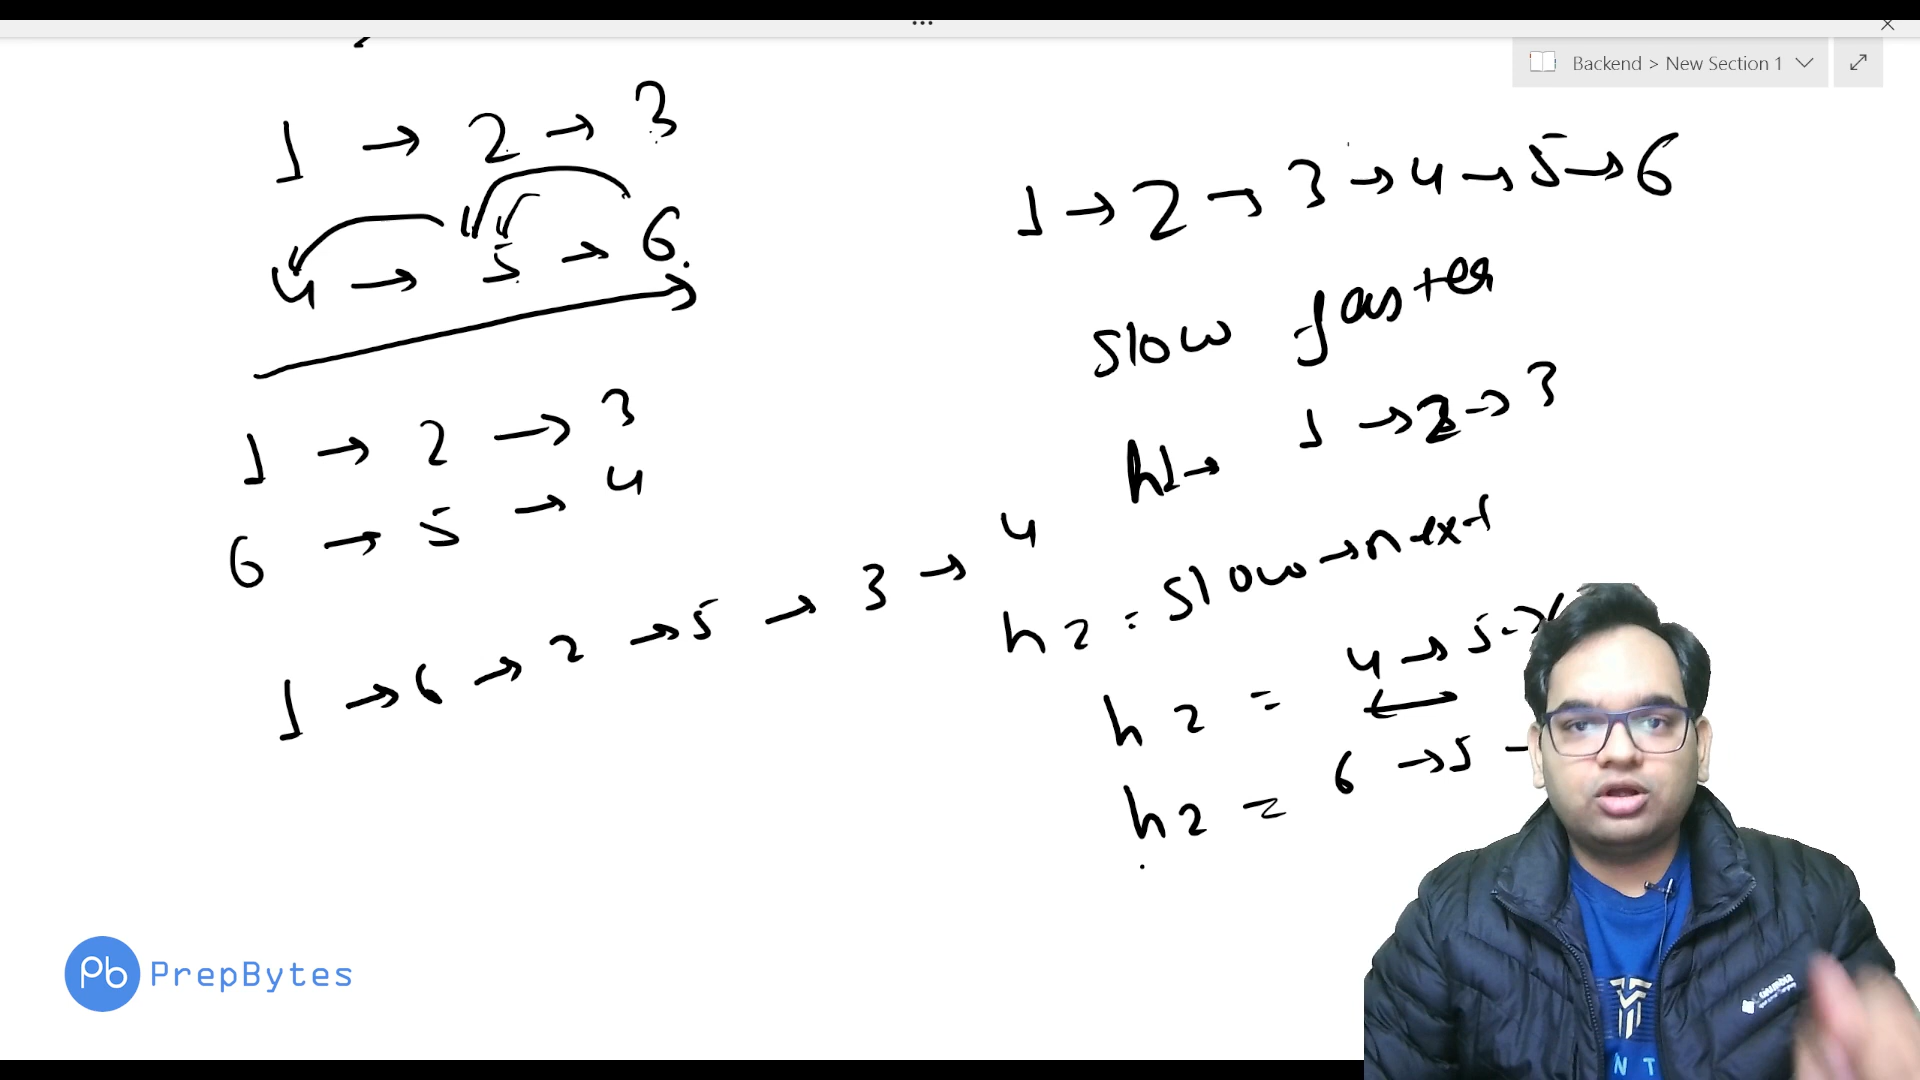 Backend > New Section 1
1 → 2 → 3
4 → 5 → 6
1 → 2 → 3
6 → 5 → 4
1 → 6 → 2 → 5 → 3 → 4
1 → 2 → 3 → 4 → 5 → 6
slow faster
h1 → 1 → 2 → 3
h2 = slow → next
h2 = 4 → 5 →
h2 = 6 → 5
Pb PrepBytes
COLUMBIA
N T